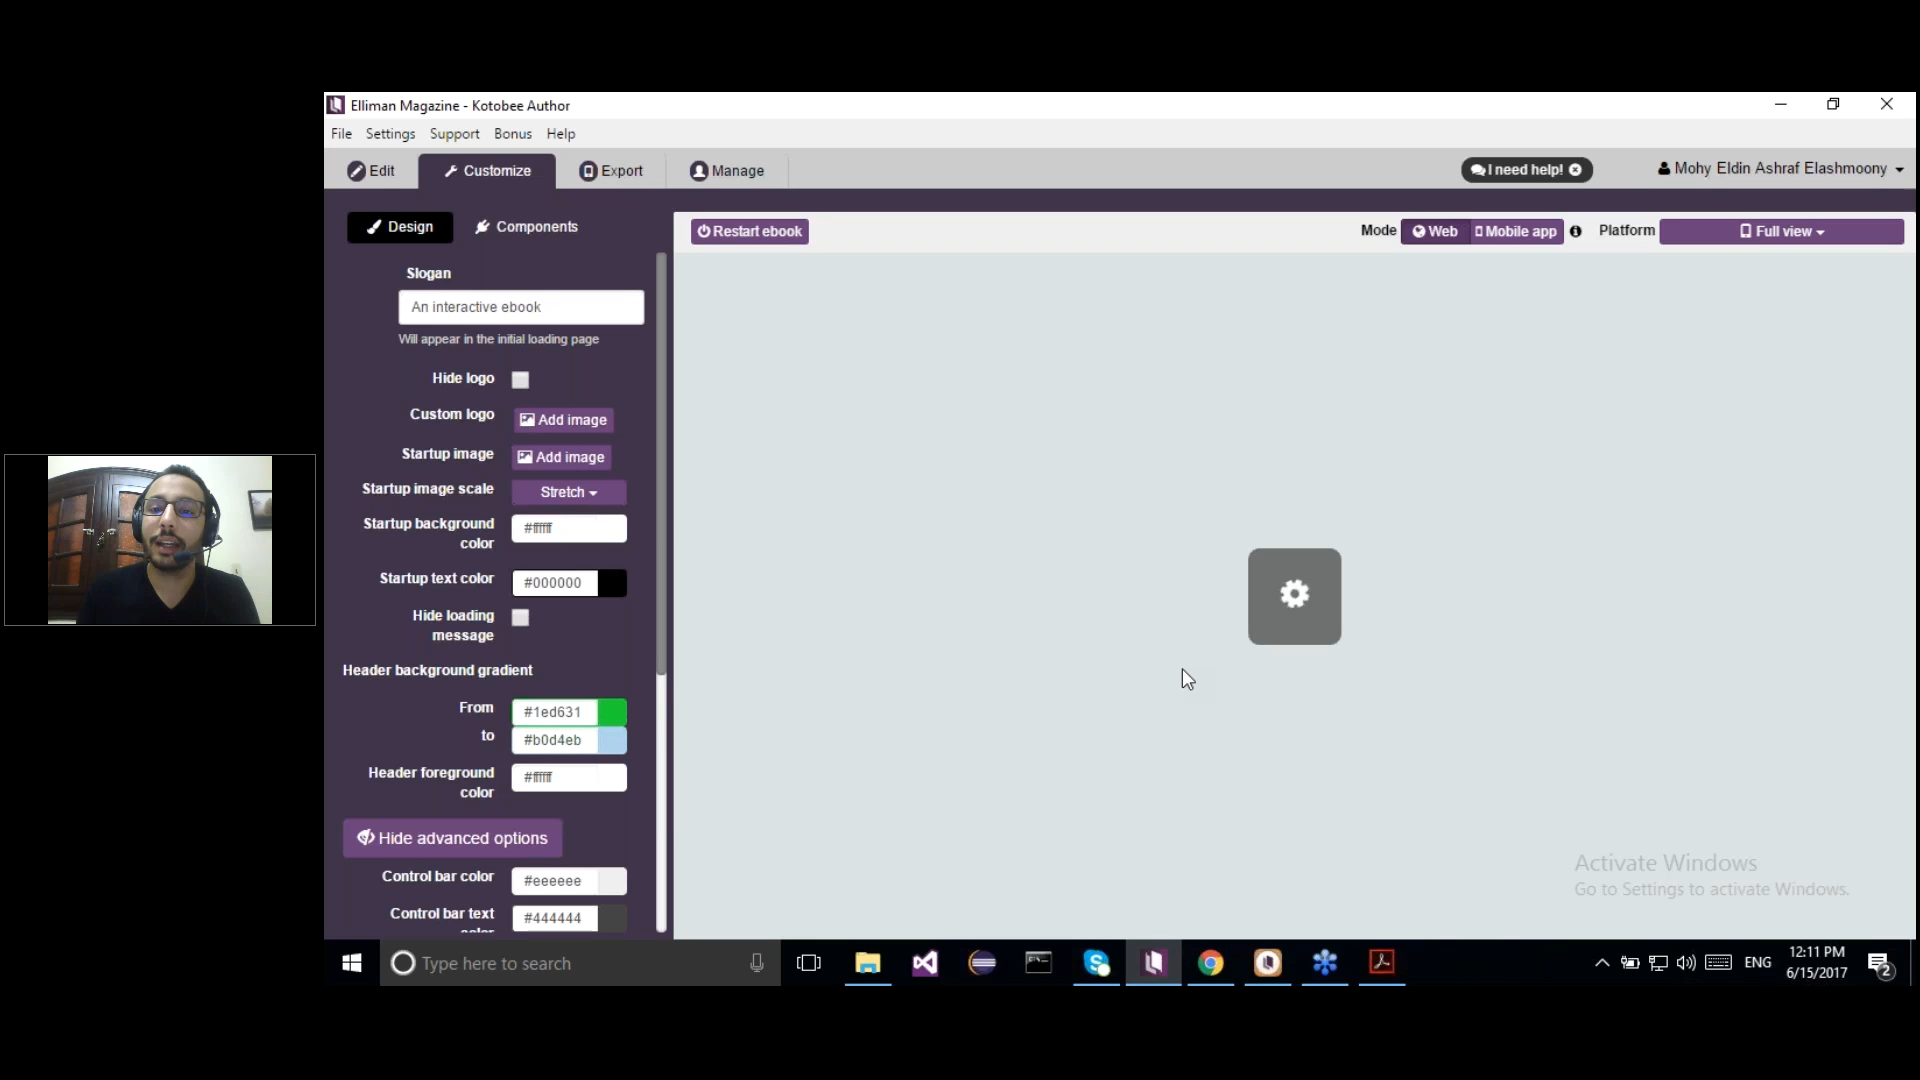 Elliman Magazine - Kotobee Author
File Settings Support Bonus Help
Edit Customize Export Manage
I need help!
Mohy Eldin Ashraf Elashmoony
Design Components
Restart ebook
Mode Web Mobile app Platform Full view
Slogan
An interactive ebook
Will appear in the initial loading page
Hide logo
Custom logo Add image
Startup image Add image
Startup image scale Stretch
Startup background color #ffffff
Startup text color #000000
Hide loading message
Header background gradient
From #1ed631
to #b0d4eb
Header foreground color #ffffff
Hide advanced options
Control bar color #eeeeee
Control bar text color #444444
Activate Windows
Go to Settings to activate Windows.
Type here to search
ENG
12:11 PM
6/15/2017
2